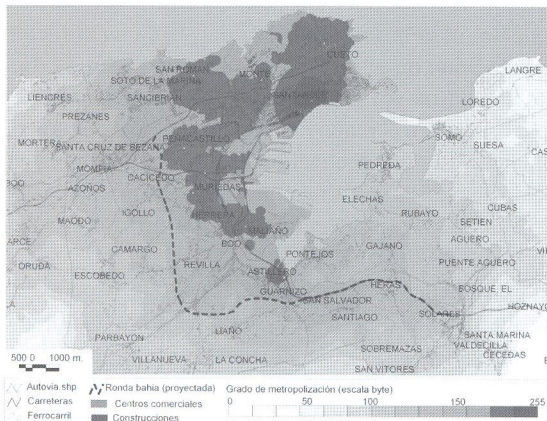 CUETO
SAN ROMAN
MONTE
SOTO DE LA MARINA
LANGRE
SANTANDER
LIENCRES
SANCIBRIAN
LOREDO
PREZANES
PEÑACASTILLO
SOMO
MORTERA
SANTA CRUZ DE BEZANA
SUESA
CAS
MOMPIA
PEDREÑA
CACICEDO
BOO
AZOÑOS
MURIEDAS
ELECHAS
CUBAS
IGOLLO
HERRERA
RUBAYO
MAOÑO
SETIEN
MALIAÑO
ARCE
BOO
AGÜERO
CAMARGO
GAJANO
PONTEJOS
ORUÑA
REVILLA
PUENTE AGÜERO
ASTILLERO
ESCOBEDO
HERAS
GUARNIZO
BOSQUE, EL
SAN SALVADOR
HOZNAYO
SOLARES
SANTIAGO
LIAÑO
SANTA MARINA
PARBAYON
VALDECILLA
SOBREMAZAS
CECEÑAS
500 0 1000 m.
VILLANUEVA
LA CONCHA
SAN VITORES
Autovia shp
Ronda bahia (proyectada)
Grado de metropolización (escala byte)
Carreteras
Centros comerciales
Ferrocarril
Construcciones
0 50 100 150 255